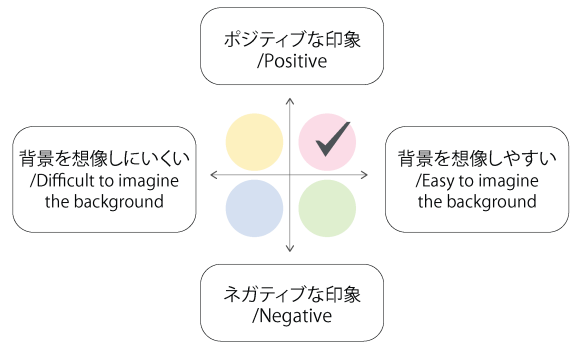 ポジティブな印象
/Positive
背景を想像しにいくい
/Difficult to imagine
the background
背景を想像しやすい
/Easy to imagine
the background
ネガティブな印象
/Negative